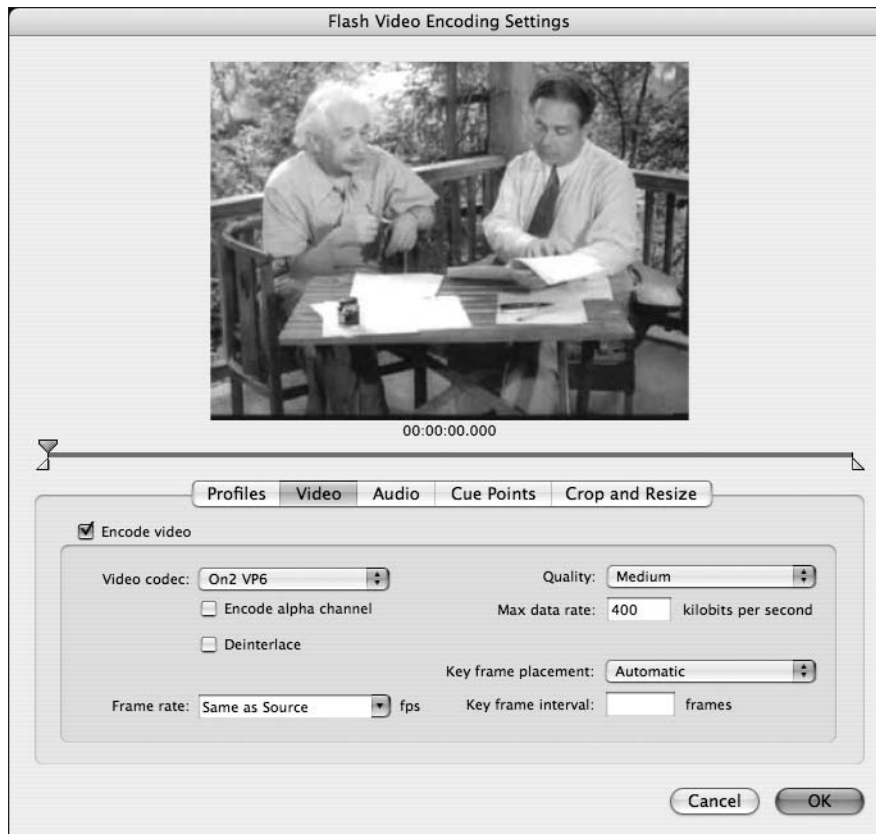 Flash Video Encoding Settings
00:00:00.000
Profiles Video Audio Cue Points Crop and Resize
Encode video
Video codec: On2 VP6 Quality: Medium
Encode alpha channel Max data rate: 400 kilobits per second
Deinterlace
Key frame placement: Automatic
Frame rate: Same as Source fps Key frame interval: frames
Cancel OK